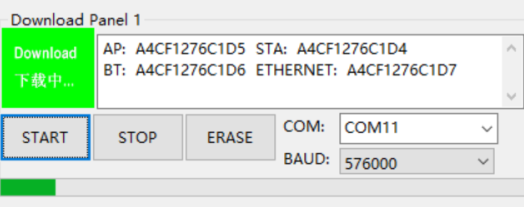 Download Panel 1
Download
下载中...
AP: A4CF1276C1D5 STA: A4CF1276C1D4
BT: A4CF1276C1D6 ETHERNET: A4CF1276C1D7
START
STOP
ERASE
COM:
COM11
BAUD:
576000